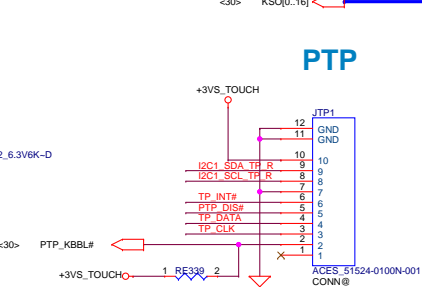 <30> KSO[0..16]
PTP
+3VS_TOUCH
JTP1
12 GND
11 GND
2_6.3V6K-D
10 10
I2C1_SDA_TP_R 9 9
I2C1_SCL_TP_R 8 8
7 7
TP_INT# 6 6
PTP_DIS# 5 5
TP_DATA 4 4
TP_CLK 3 3
<30> PTP_KBBL# 2 2
1 1
+3VS_TOUCH 1 RE339 2
ACES_51524-0100N-001
CONN@